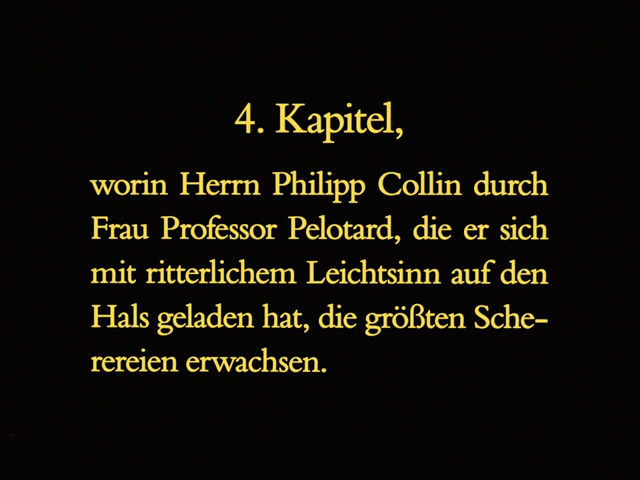 4. Kapitel,
worin Herrn Philipp Collin durch
Frau Professor Pelotard, die er sich
mit ritterlichem Leichtsinn auf den
Hals geladen hat, die größten Sche-
rereien erwachsen.